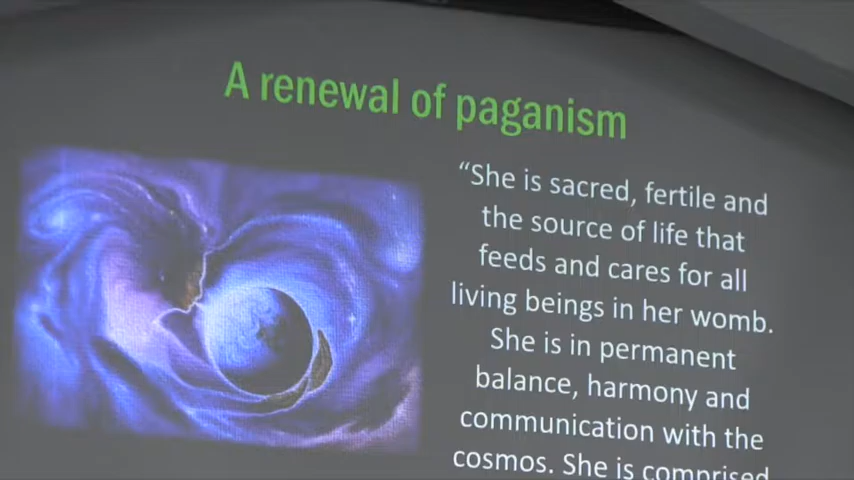 A renewal of paganism
“She is sacred, fertile and
the source of life that
feeds and cares for all
living beings in her womb.
She is in permanent
balance, harmony and
communication with the
cosmos. She is comprised